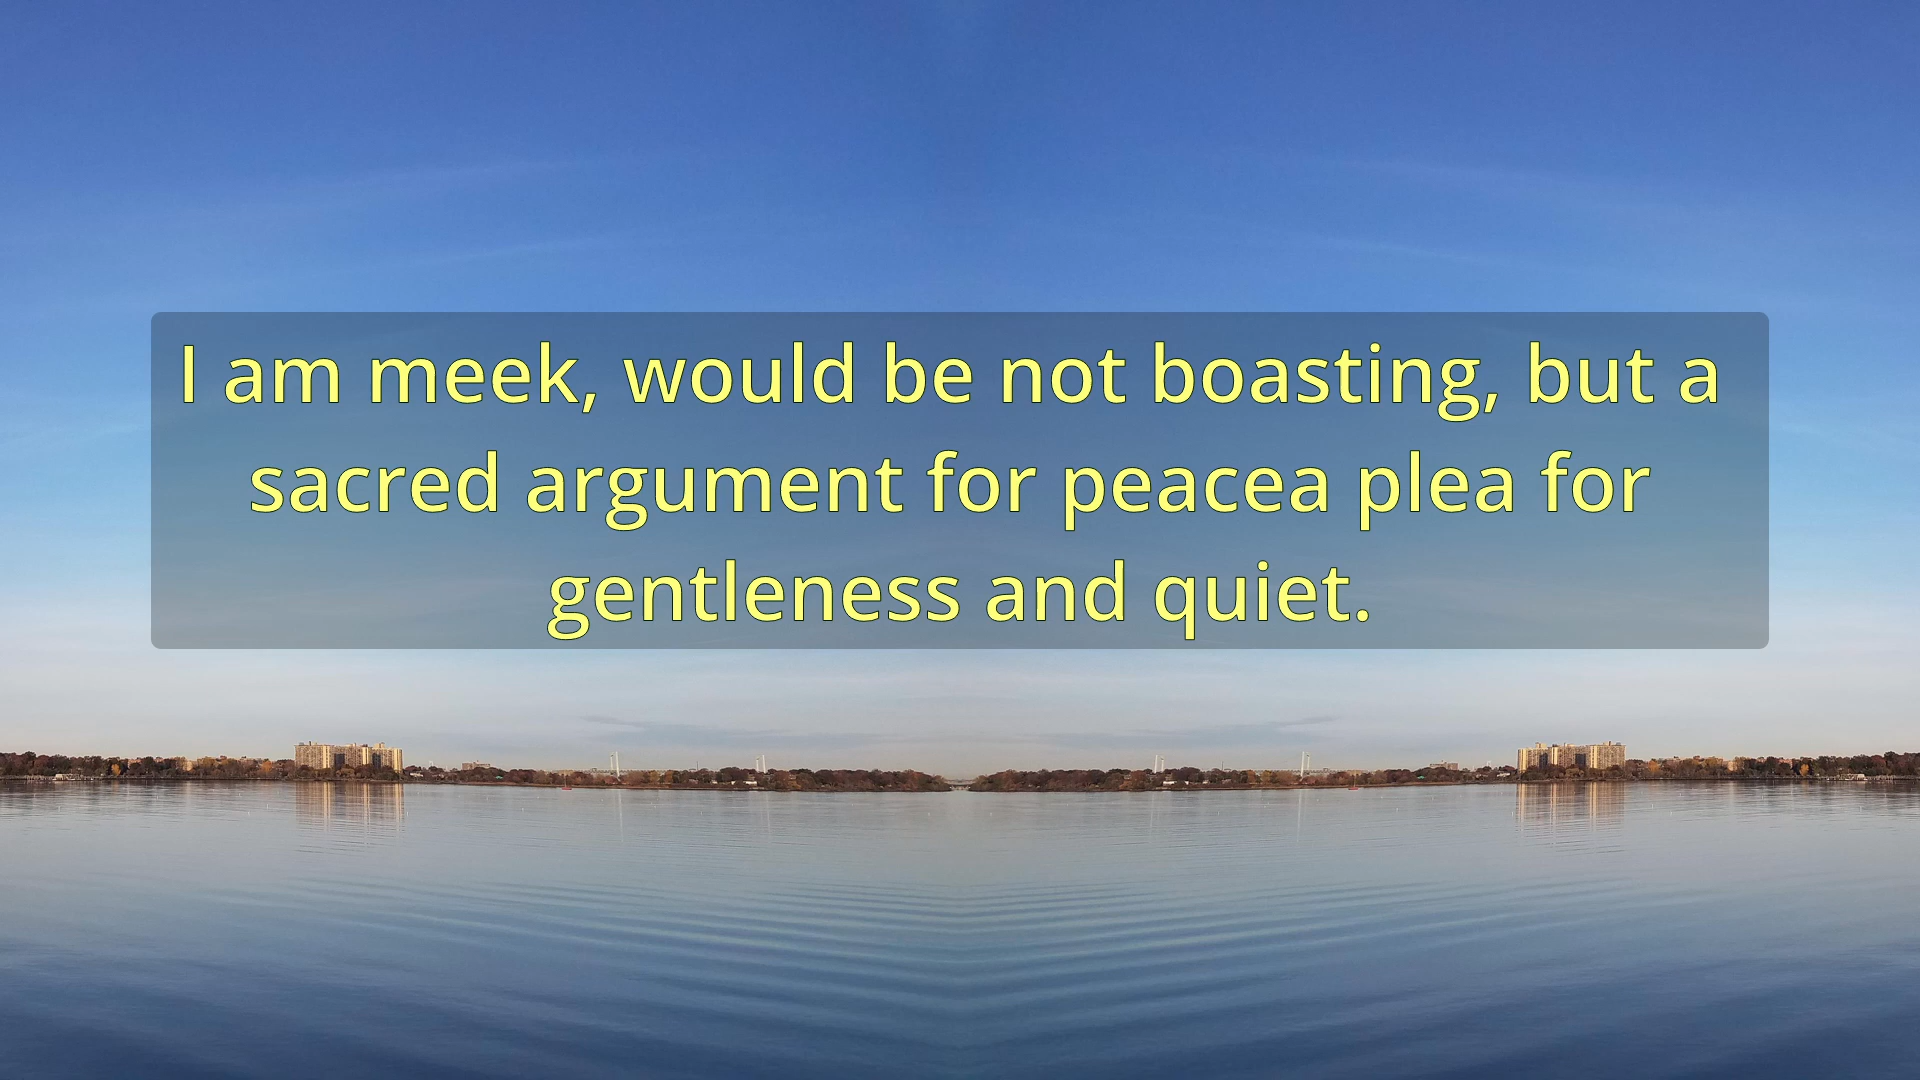 I am meek, would be not boasting, but a
sacred argument for peacea plea for
gentleness and quiet.